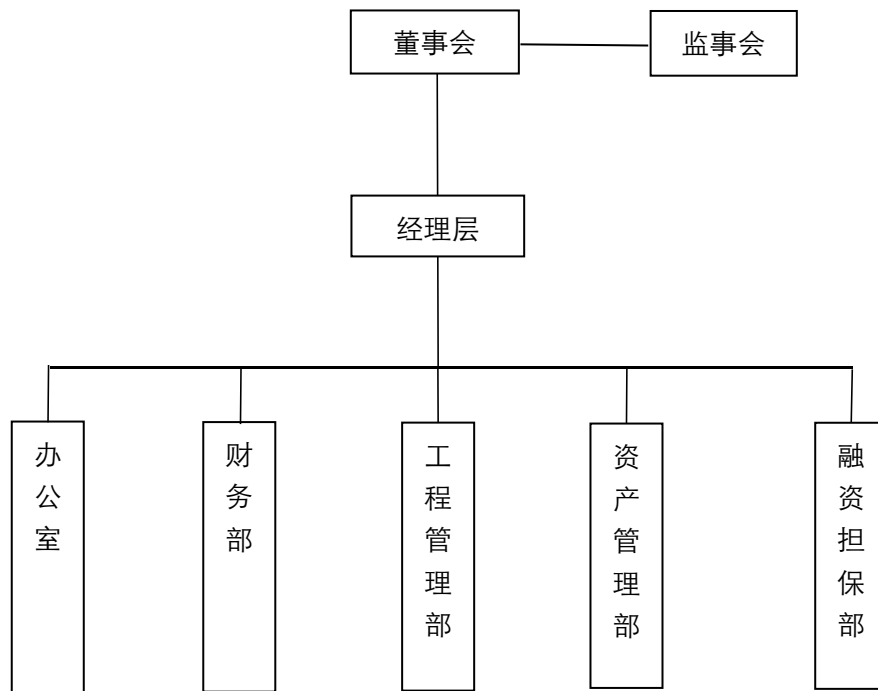 董事会
监事会
经理层
办公室
财务部
工程管理部
资产管理部
融资担保部